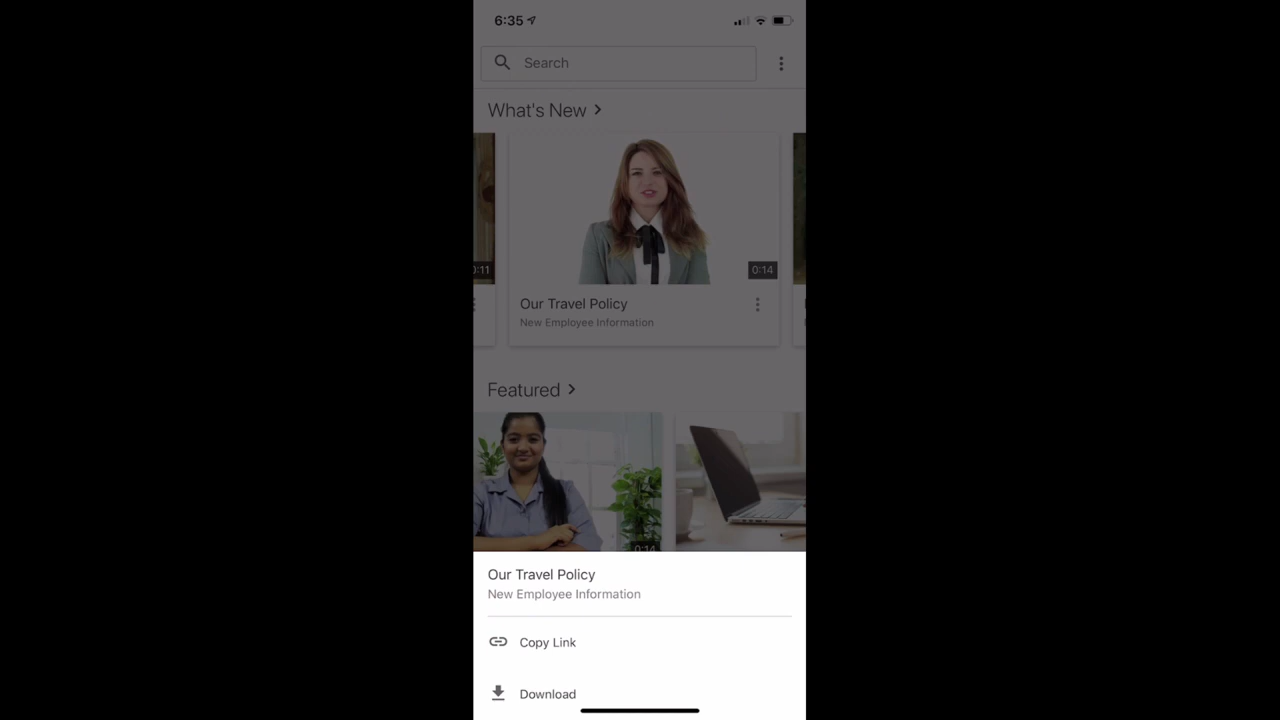 6:35
Search
What's New
:11
0:14
Our Travel Policy
New Employee Information
Featured
0:14
Our Travel Policy
New Employee Information
Copy Link
Download